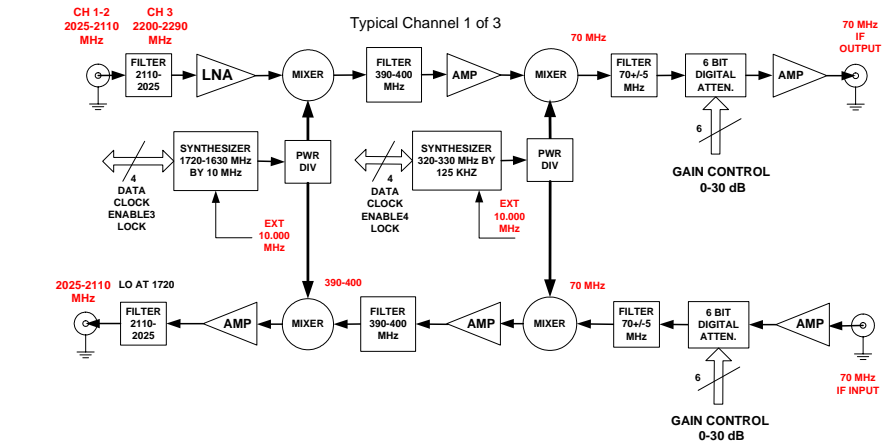 CH 1-2
2025-2110
MHz
CH 3
2200-2290
MHz
Typical Channel 1 of 3
70 MHz
70 MHz
IF
OUTPUT
FILTER
2110-
2025
LNA
MIXER
FILTER
390-400
MHz
AMP
MIXER
FILTER
70+/-5
MHz
6 BIT
DIGITAL
ATTEN.
AMP
6
GAIN CONTROL
0-30 dB
4
DATA
CLOCK
ENABLE3
LOCK
SYNTHESIZER
1720-1630 MHz
BY 10 MHz
PWR
DIV
EXT
10.000
MHz
4
DATA
CLOCK
ENABLE4
LOCK
SYNTHESIZER
320-330 MHz BY
125 KHZ
PWR
DIV
EXT
10.000
MHz
2025-2110
MHz
LO AT 1720
390-400
70 MHz
FILTER
2110-
2025
AMP
MIXER
FILTER
390-400
MHz
AMP
MIXER
FILTER
70+/-5
MHz
6 BIT
DIGITAL
ATTEN.
AMP
70 MHz
IF INPUT
6
GAIN CONTROL
0-30 dB